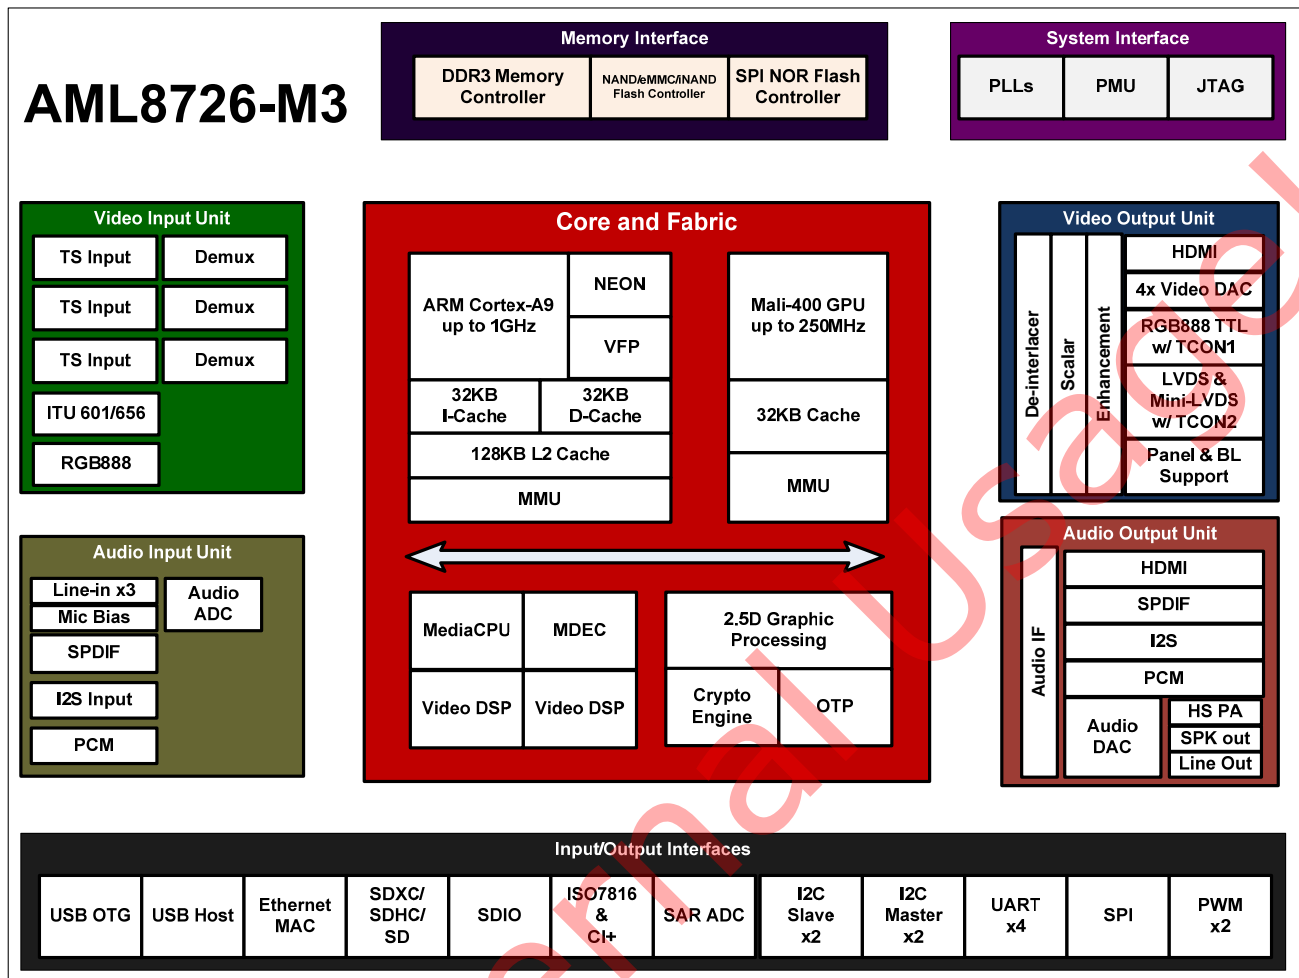 AML8726-M3
Memory Interface
DDR3 Memory
Controller
NAND/eMMC/iNAND
Flash Controller
SPI NOR Flash
Controller
System Interface
PLLs
PMU
JTAG
Video Input Unit
TS Input
Demux
TS Input
Demux
TS Input
Demux
ITU 601/656
RGB888
Core and Fabric
ARM Cortex-A9
up to 1GHz
NEON
VFP
32KB
I-Cache
32KB
D-Cache
128KB L2 Cache
MMU
Mali-400 GPU
up to 250MHz
32KB Cache
MMU
MediaCPU
MDEC
Video DSP
Video DSP
2.5D Graphic
Processing
Crypto
Engine
OTP
Video Output Unit
De-interlacer
Scalar
Enhancement
HDMI
4x Video DAC
RGB888 TTL
w/ TCON1
LVDS &
Mini-LVDS
w/ TCON2
Panel & BL
Support
Audio Input Unit
Line-in x3
Mic Bias
Audio
ADC
SPDIF
I2S Input
PCM
Audio Output Unit
Audio IF
HDMI
SPDIF
I2S
PCM
Audio
DAC
HS PA
SPK out
Line Out
Input/Output Interfaces
USB OTG
USB Host
Ethernet
MAC
SDXC/
SDHC/
SD
SDIO
ISO7816
&
CI+
SAR ADC
I2C
Slave
x2
I2C
Master
x2
UART
x4
SPI
PWM
x2